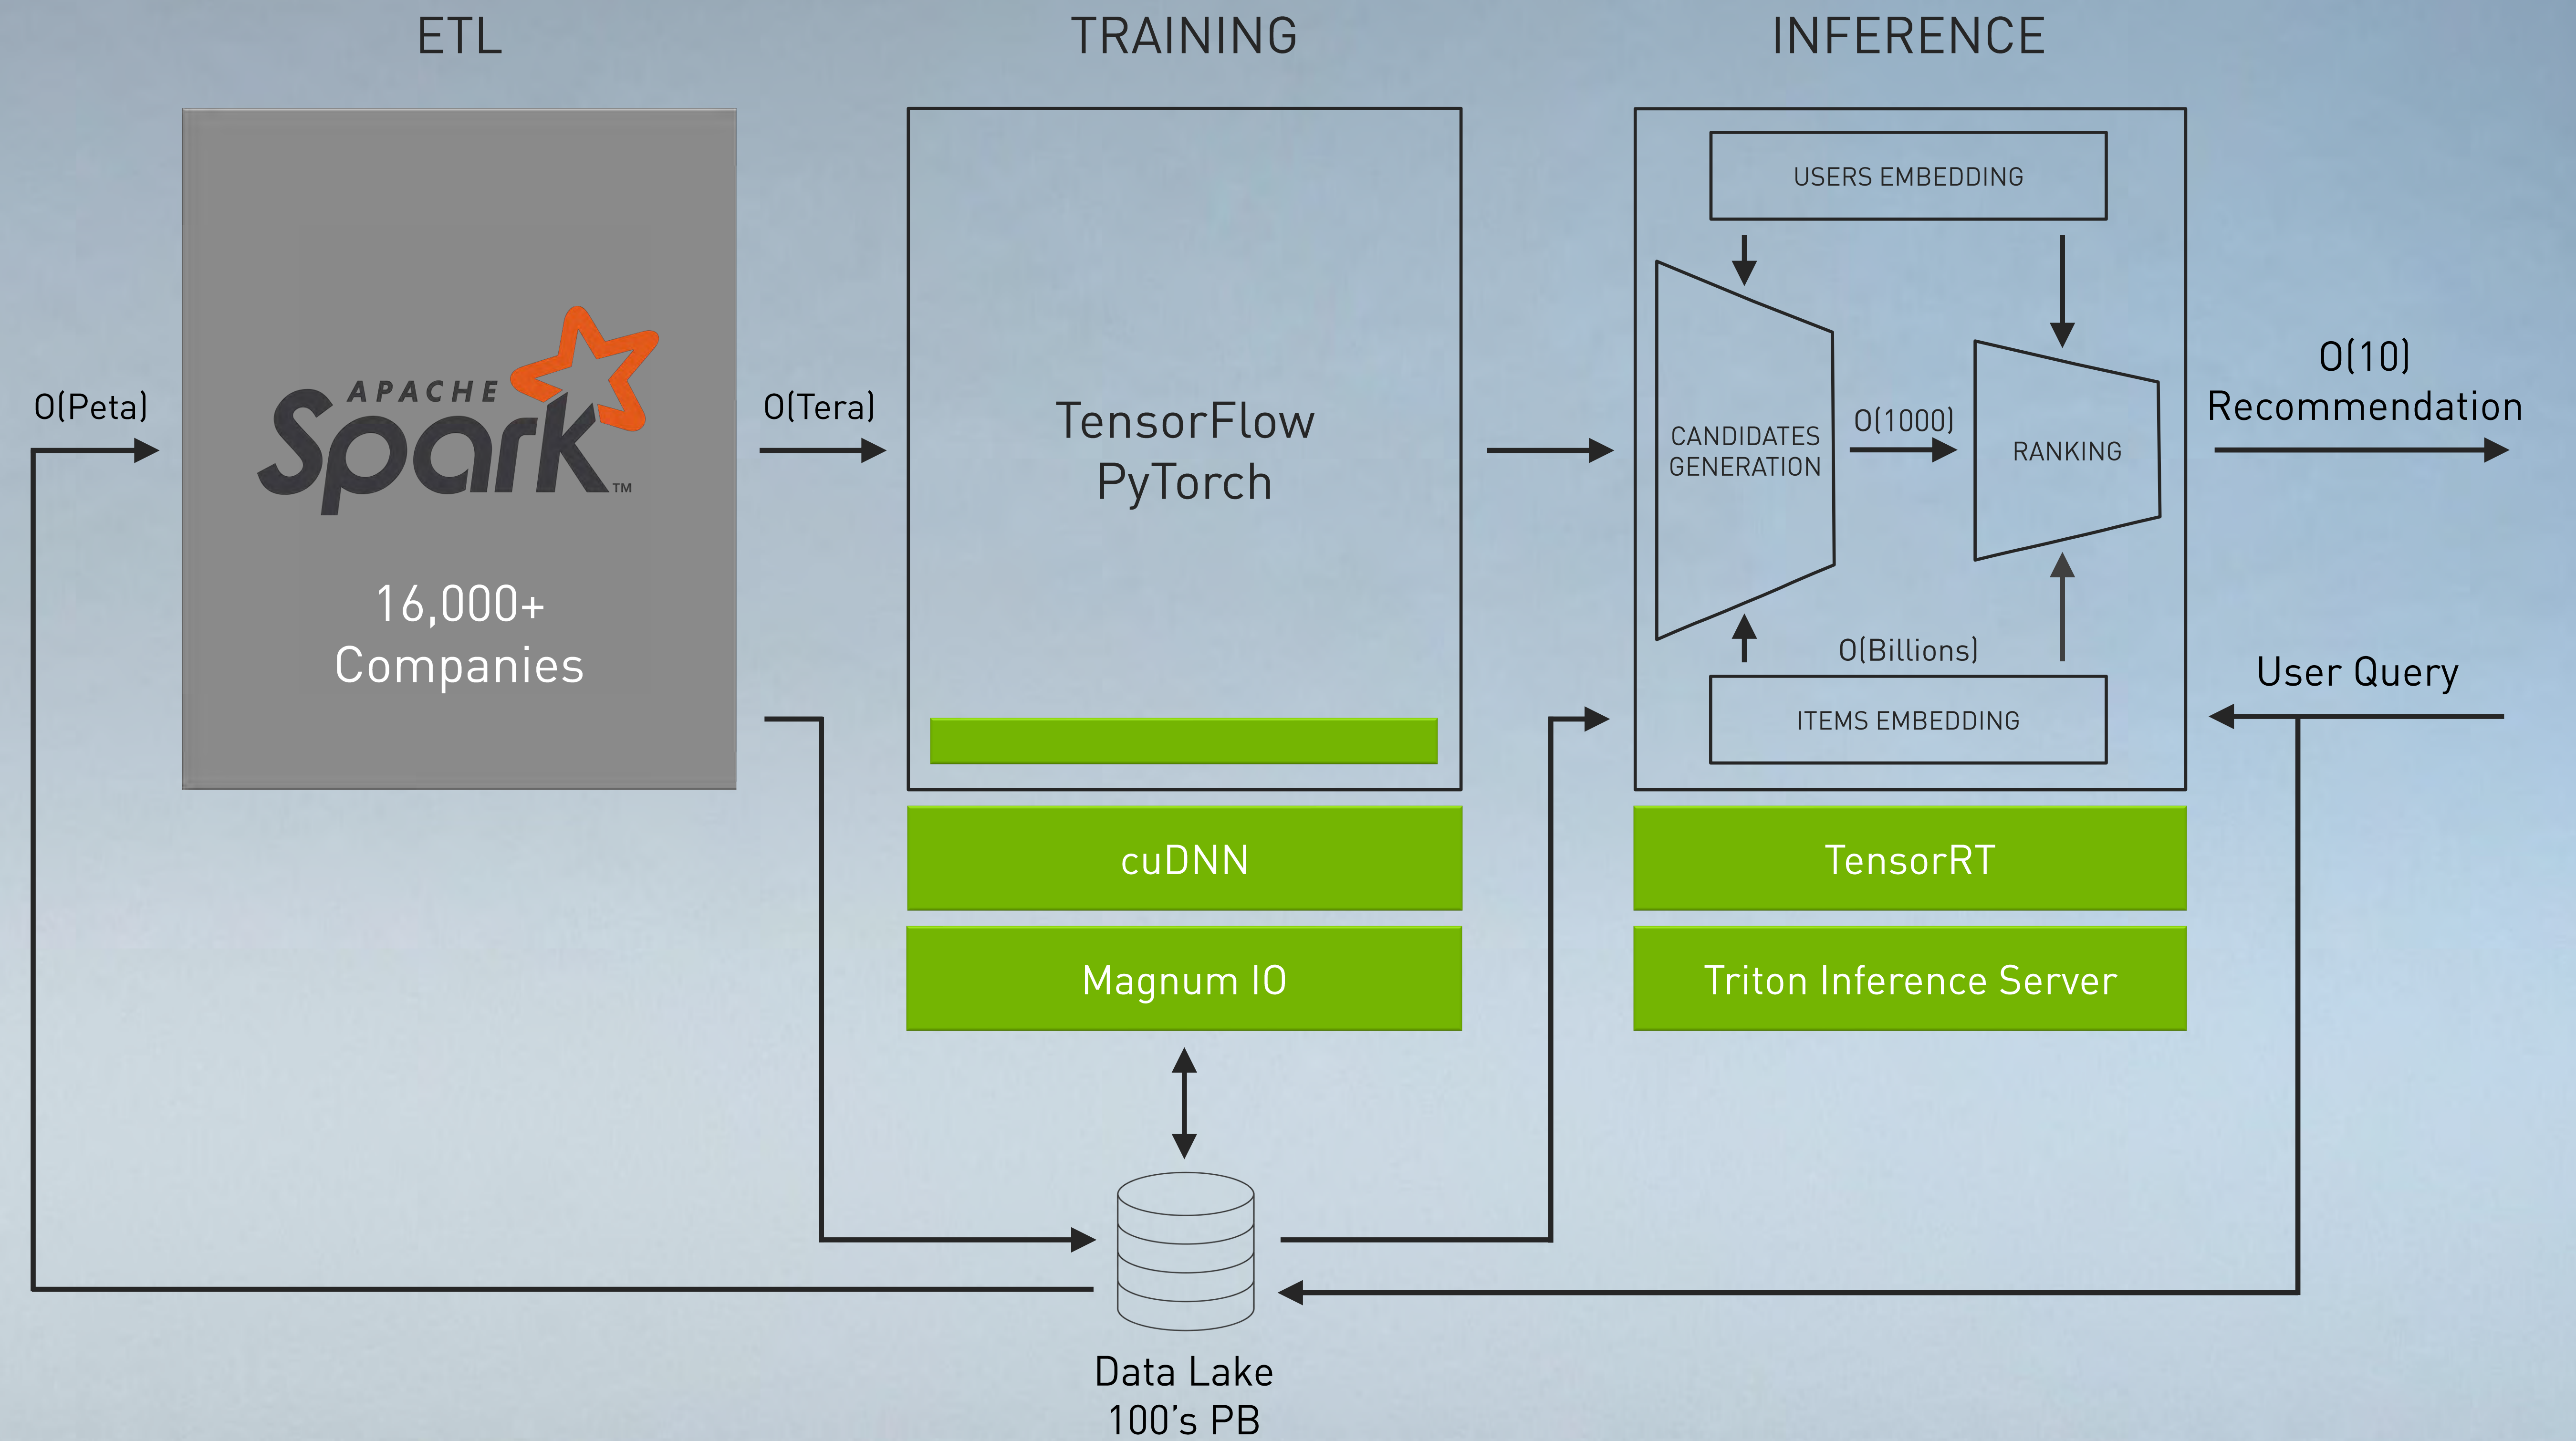 ETL
TRAINING
INFERENCE
O(Peta)
APACHE
Spark™
16,000+
Companies
O(Tera)
TensorFlow
PyTorch
cuDNN
Magnum IO
USERS EMBEDDING
CANDIDATES
GENERATION
O(1000)
RANKING
O(Billions)
ITEMS EMBEDDING
TensorRT
Triton Inference Server
O(10)
Recommendation
User Query
Data Lake
100's PB